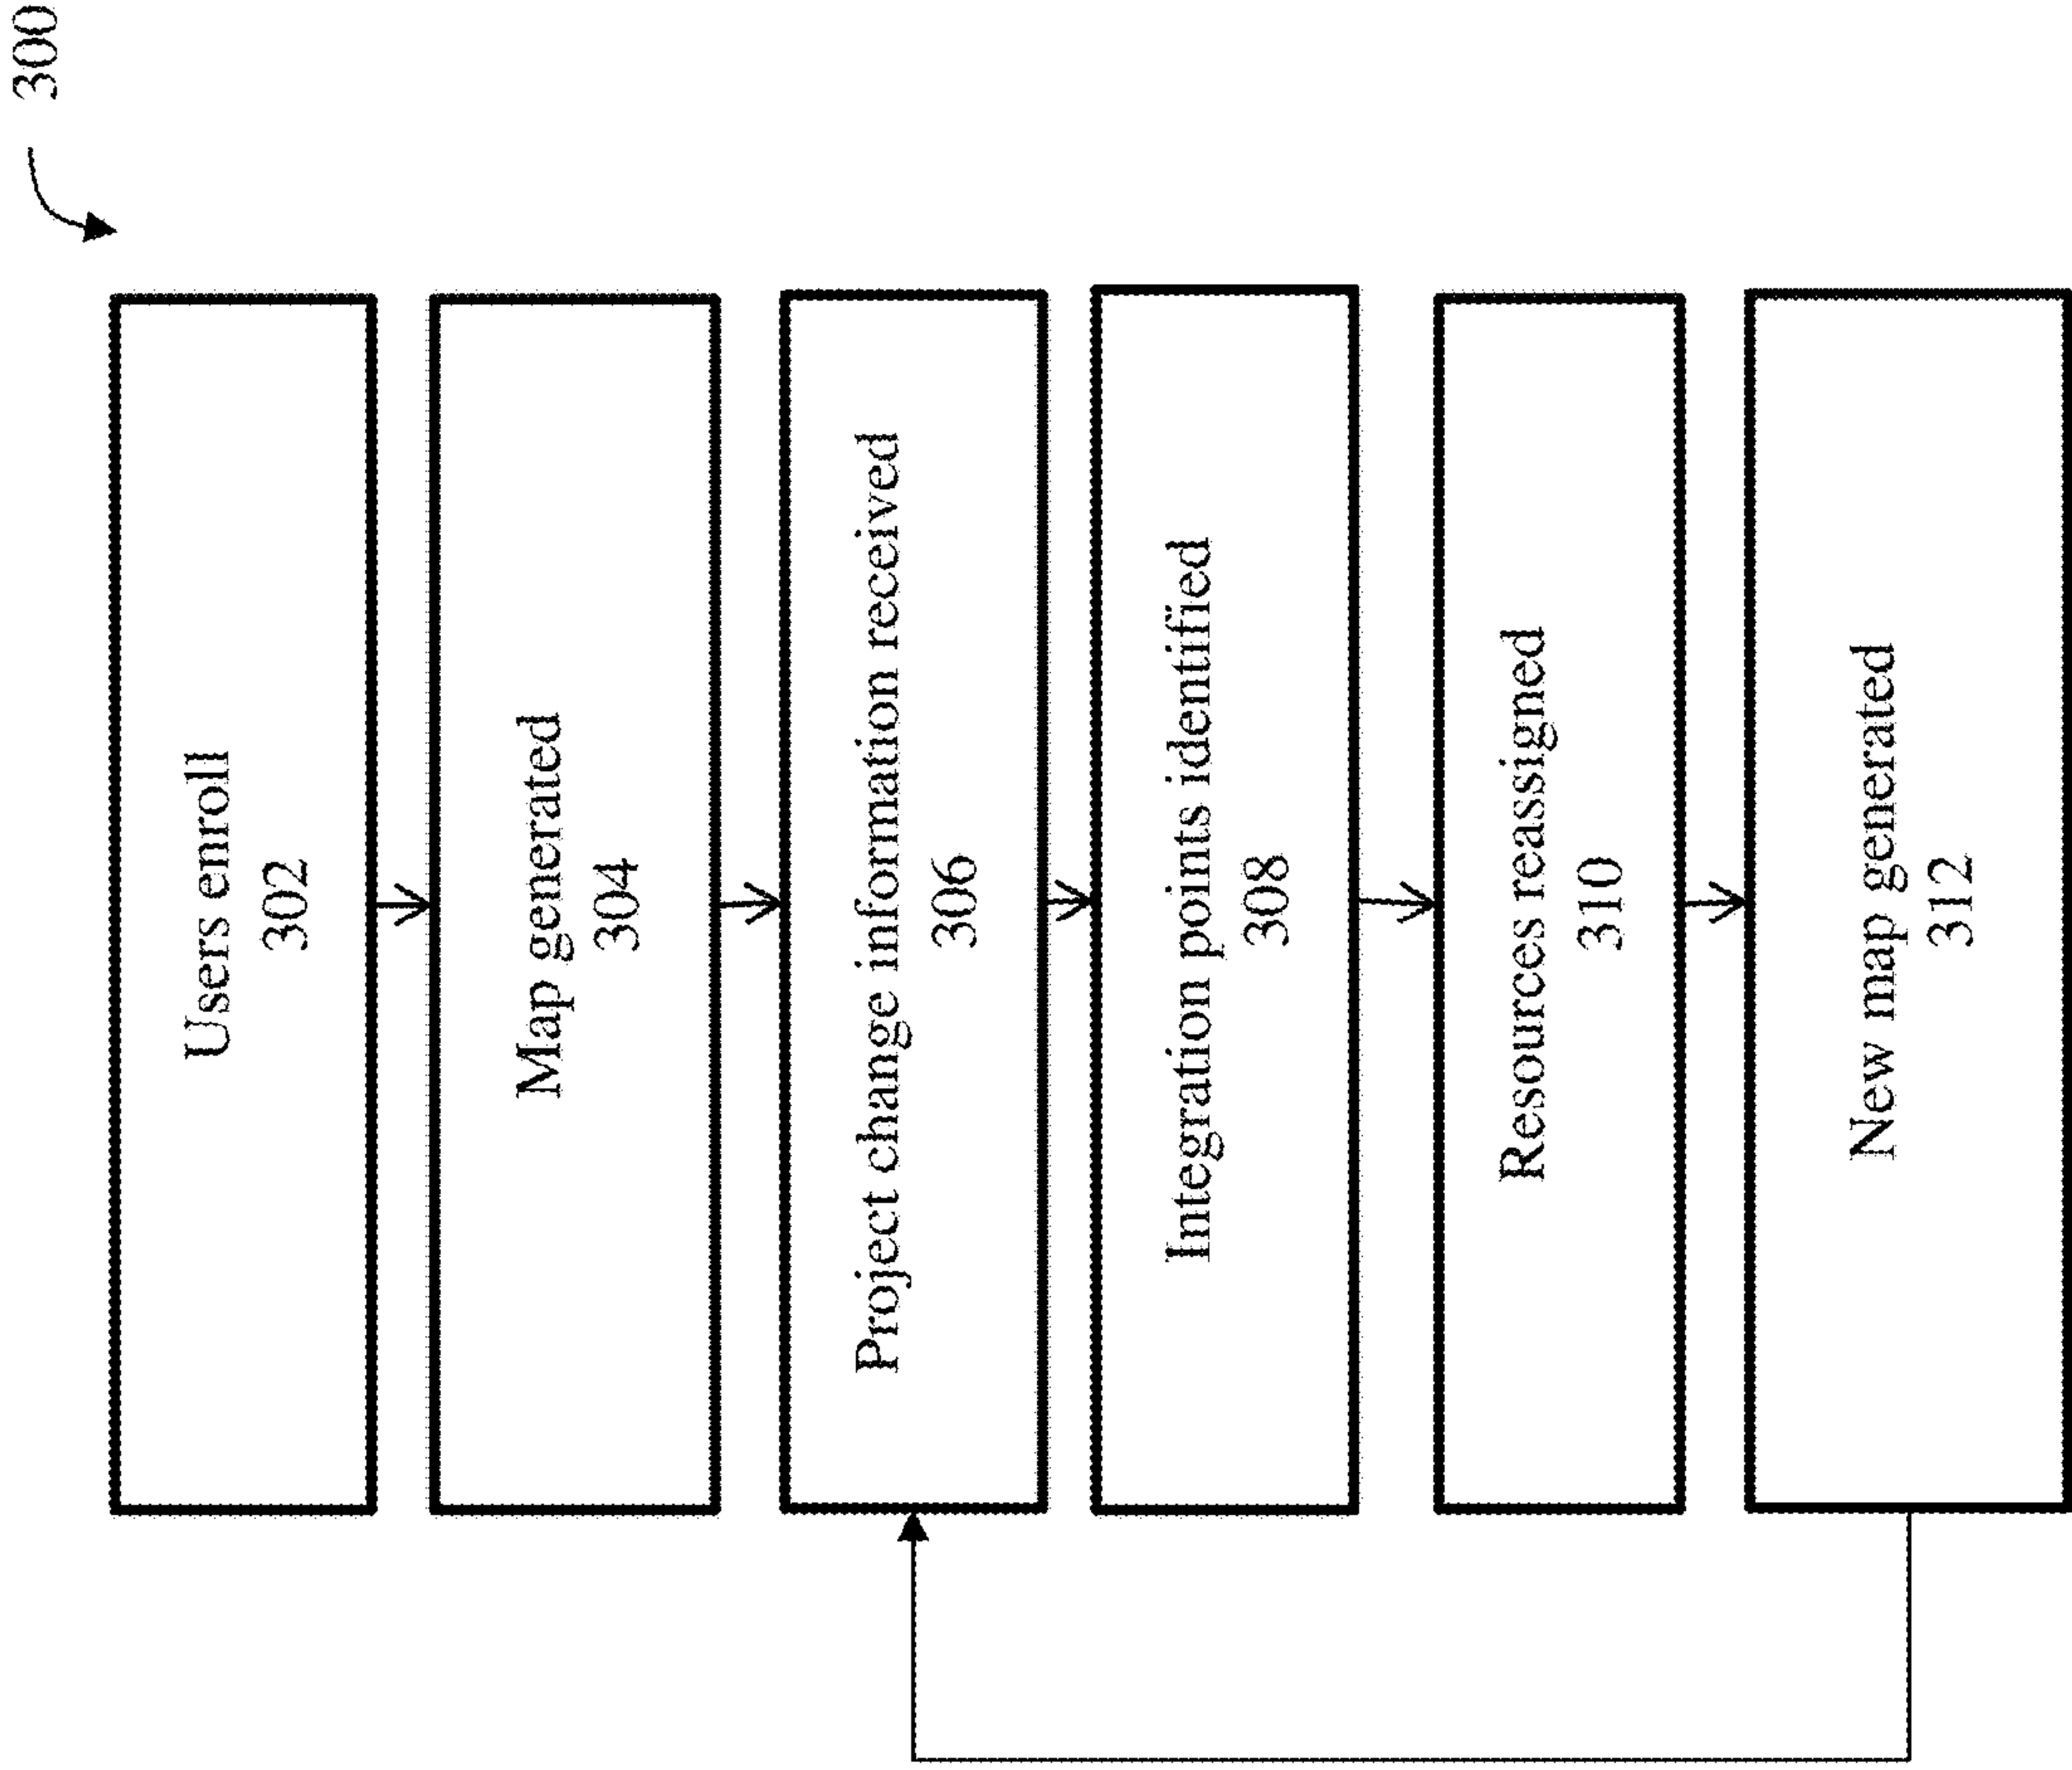 300
Users enroll
302
Map generated
304
Project change information received
306
Integration points identified
308
Resources reassigned
310
New map generated
312